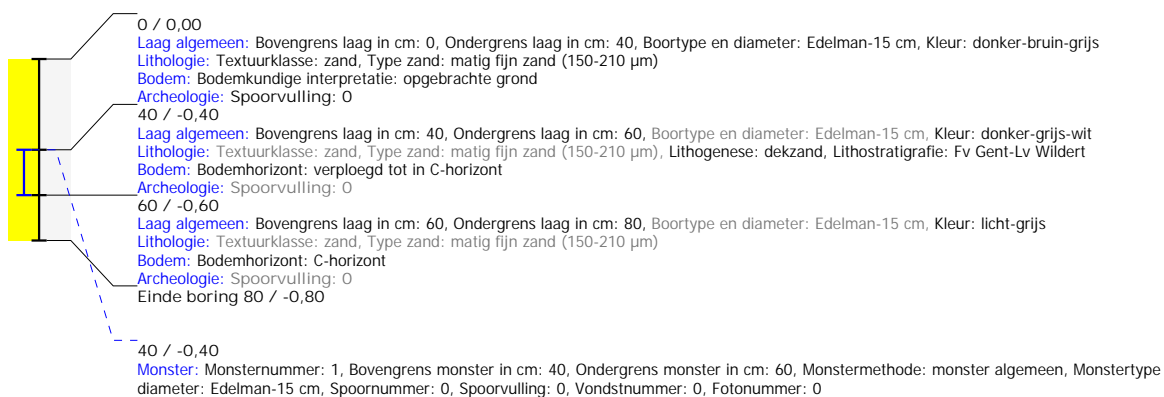 0 / 0,00
Laag algemeen: Bovengrens laag in cm: 0, Ondergrens laag in cm: 40, Boortype en diameter: Edelman-15 cm, Kleur: donker-bruin-grijs
Lithologie: Textuurklasse: zand, Type zand: matig fijn zand (150-210 µm)
Bodem: Bodemkundige interpretatie: opgebrachte grond
Archeologie: Spoorvulling: 0
40 / -0,40
Laag algemeen: Bovengrens laag in cm: 40, Ondergrens laag in cm: 60, Boortype en diameter: Edelman-15 cm, Kleur: donker-grijs-wit
Lithologie: Textuurklasse: zand, Type zand: matig fijn zand (150-210 µm), Lithogenese: dekzand, Lithostratigrafie: Fv Gent-Lv Wildert
Bodem: Bodemhorizont: verploegd tot in C-horizont
Archeologie: Spoorvulling: 0
60 / -0,60
Laag algemeen: Bovengrens laag in cm: 60, Ondergrens laag in cm: 80, Boortype en diameter: Edelman-15 cm, Kleur: licht-grijs
Lithologie: Textuurklasse: zand, Type zand: matig fijn zand (150-210 µm)
Bodem: Bodemhorizont: C-horizont
Archeologie: Spoorvulling: 0
Einde boring 80 / -0,80
40 / -0,40
Monster: Monsternummer: 1, Bovengrens monster in cm: 40, Ondergrens monster in cm: 60, Monstermethode: monster algemeen, Monstertype
diameter: Edelman-15 cm, Spoornummer: 0, Spoorvulling: 0, Vondstnummer: 0, Fotonummer: 0